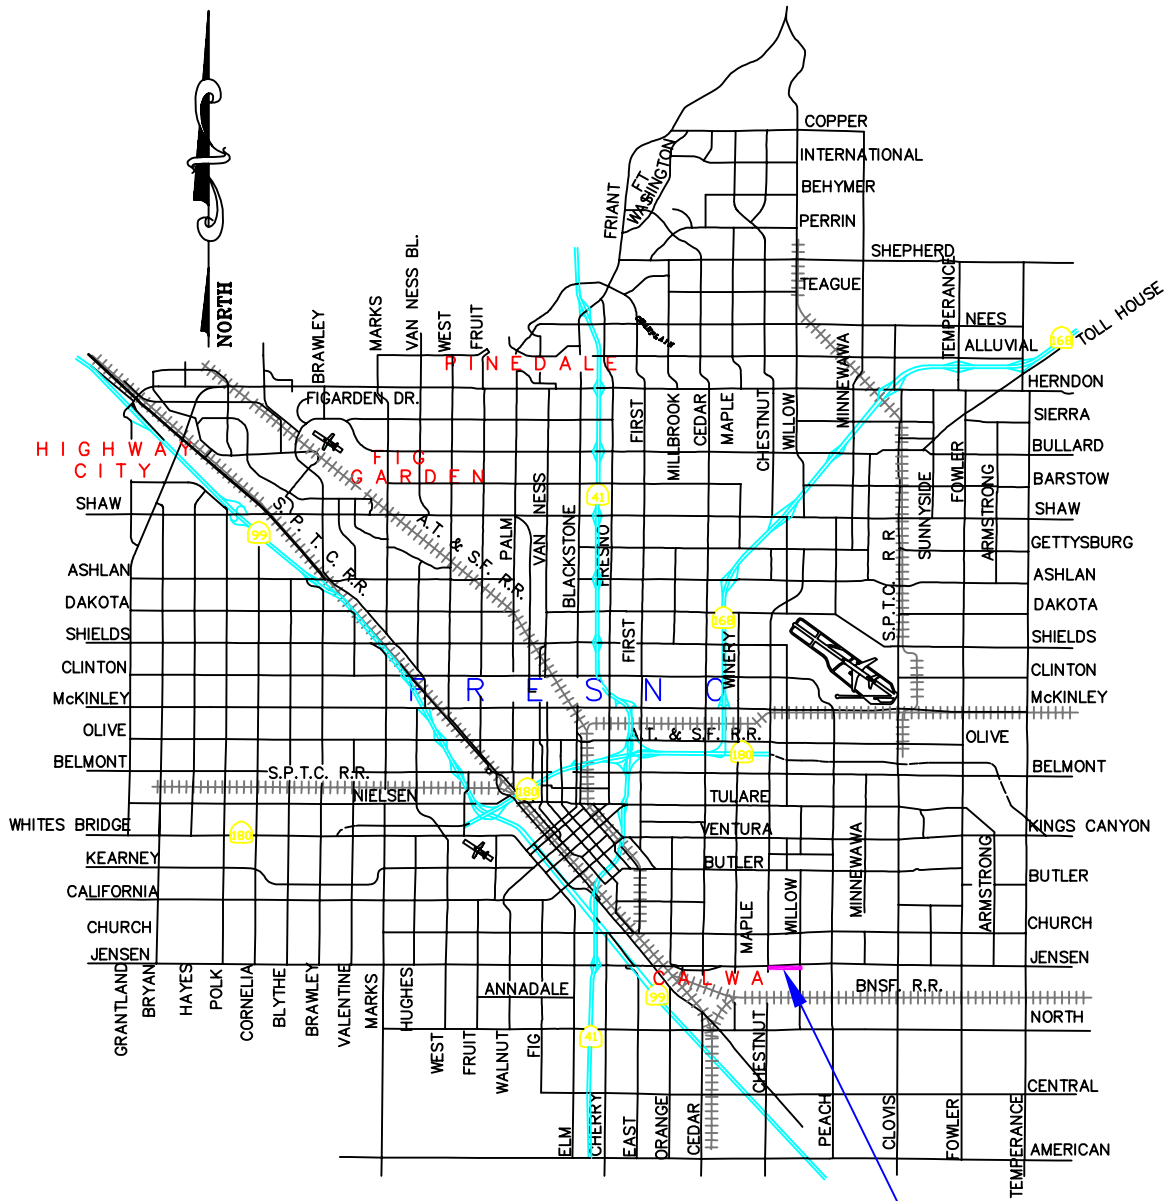 COPPER
INTERNATIONAL
FT
WASHINGTON
BEHYMER
FRIANT
PERRIN
SHEPHERD
TEAGUE
TEMPERANCE
NORTH
BRAWLEY
MARKS
VAN NESS BL.
WEST
FRUIT
NEES
ALLUVIAL
168
TOLL HOUSE
MINNEWAWA
PINEDALE
HERNDON
FIGARDEN DR.
FIRST
MILLBROOK
CEDAR
MAPLE
CHESTNUT
WILLOW
SIERRA
BULLARD
HIGHWAY
CITY
FIG
GARDEN
BARSTOW
SUNNYSIDE
FOWLER
ARMSTRONG
SHAW
S.P.T.C. R.R.
99
A.T. & S.F. R.R.
PALM
VAN NESS
BLACKSTONE
41
FRESNO
SHAW
GETTYSBURG
S.P.T.C. R R
ASHLAN
ASHLAN
DAKOTA
DAKOTA
SHIELDS
FIRST
168
WINERY
SHIELDS
CLINTON
CLINTON
McKINLEY
FRESNO
McKINLEY
OLIVE
A.T. & S.F. R.R.
180
OLIVE
BELMONT
S.P.T.C. R.R.
BELMONT
NIELSEN
180
TULARE
WHITES BRIDGE
180
VENTURA
KINGS CANYON
KEARNEY
BUTLER
MINNEWAWA
ARMSTRONG
BUTLER
CALIFORNIA
MAPLE
WILLOW
CHURCH
CHURCH
JENSEN
JENSEN
CALWA
GRANTLAND
BRYAN
HAYES
POLK
CORNELIA
BLYTHE
BRAWLEY
VALENTINE
MARKS
HUGHES
ANNADALE
99
BNSF. R.R.
NORTH
WEST
FRUIT
WALNUT
FIG
41
CHESTNUT
CENTRAL
ELM
CHERRY
EAST
ORANGE
CEDAR
PEACH
CLOVIS
FOWLER
TEMPERANCE
AMERICAN